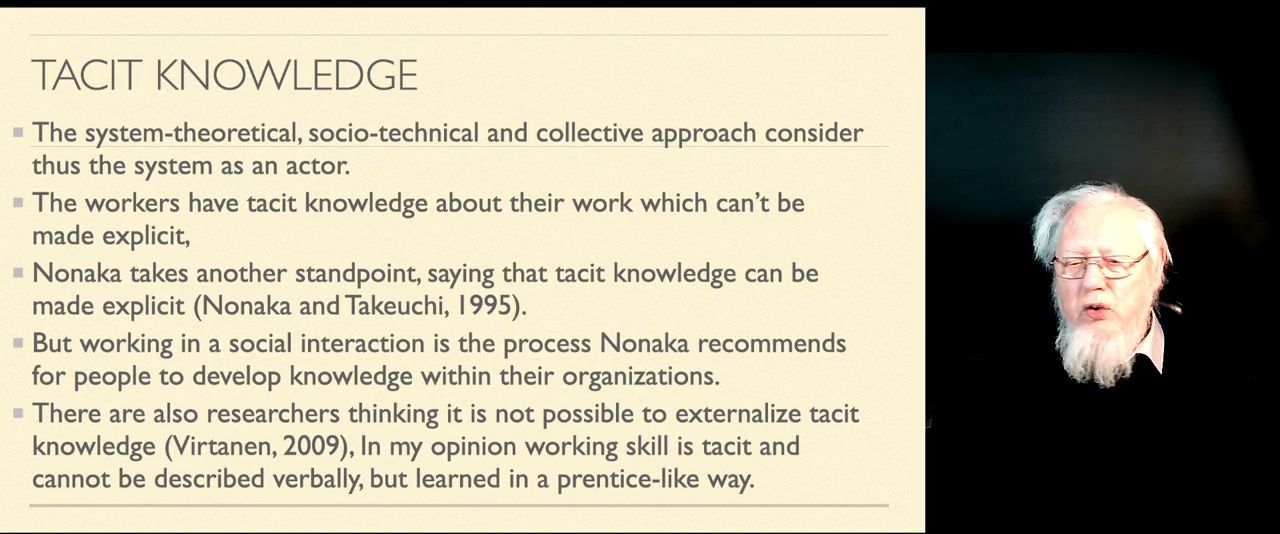 TACIT KNOWLEDGE
The system-theoretical, socio-technical and collective approach consider
thus the system as an actor.
The workers have tacit knowledge about their work which can’t be
made explicit,
Nonaka takes another standpoint, saying that tacit knowledge can be
made explicit (Nonaka and Takeuchi, 1995).
But working in a social interaction is the process Nonaka recommends
for people to develop knowledge within their organizations.
There are also researchers thinking it is not possible to externalize tacit
knowledge (Virtanen, 2009), In my opinion working skill is tacit and
cannot be described verbally, but learned in a prentice-like way.